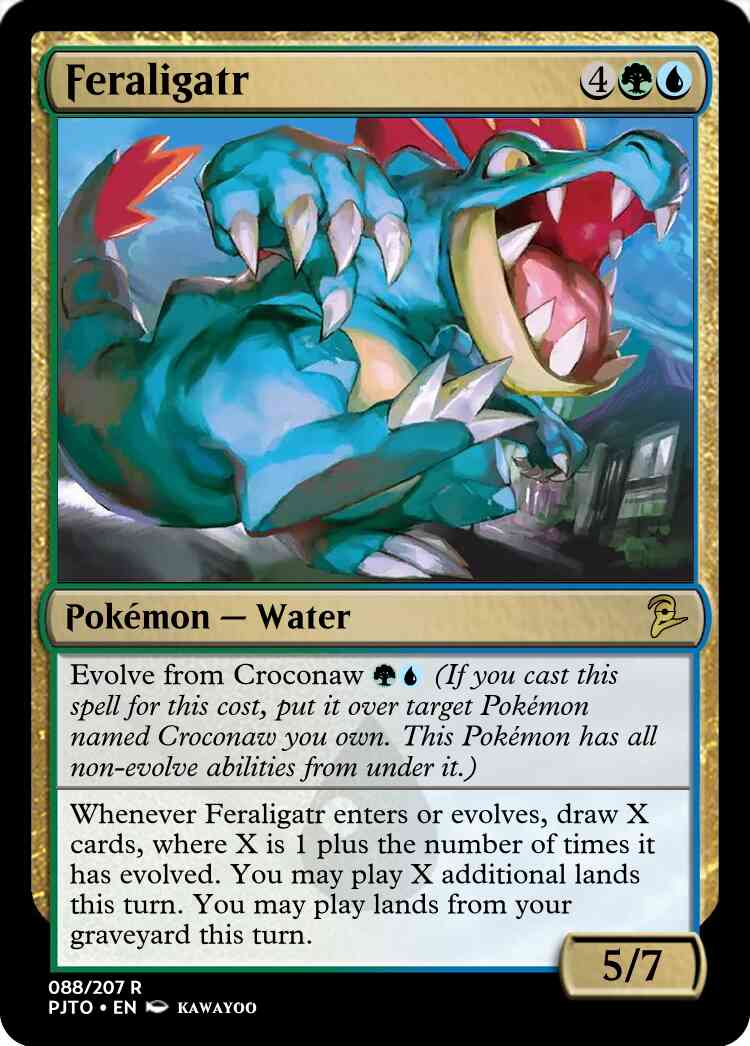 Feraligatr 4
Pokémon — Water
Evolve from Croconaw (If you cast this
spell for this cost, put it over target Pokémon
named Croconaw you own. This Pokémon has all
non-evolve abilities from under it.)
Whenever Feraligatr enters or evolves, draw X
cards, where X is 1 plus the number of times it
has evolved. You may play X additional lands
this turn. You may play lands from your
graveyard this turn.
5/7
088/207 R
PJTO • EN KAWAYOO